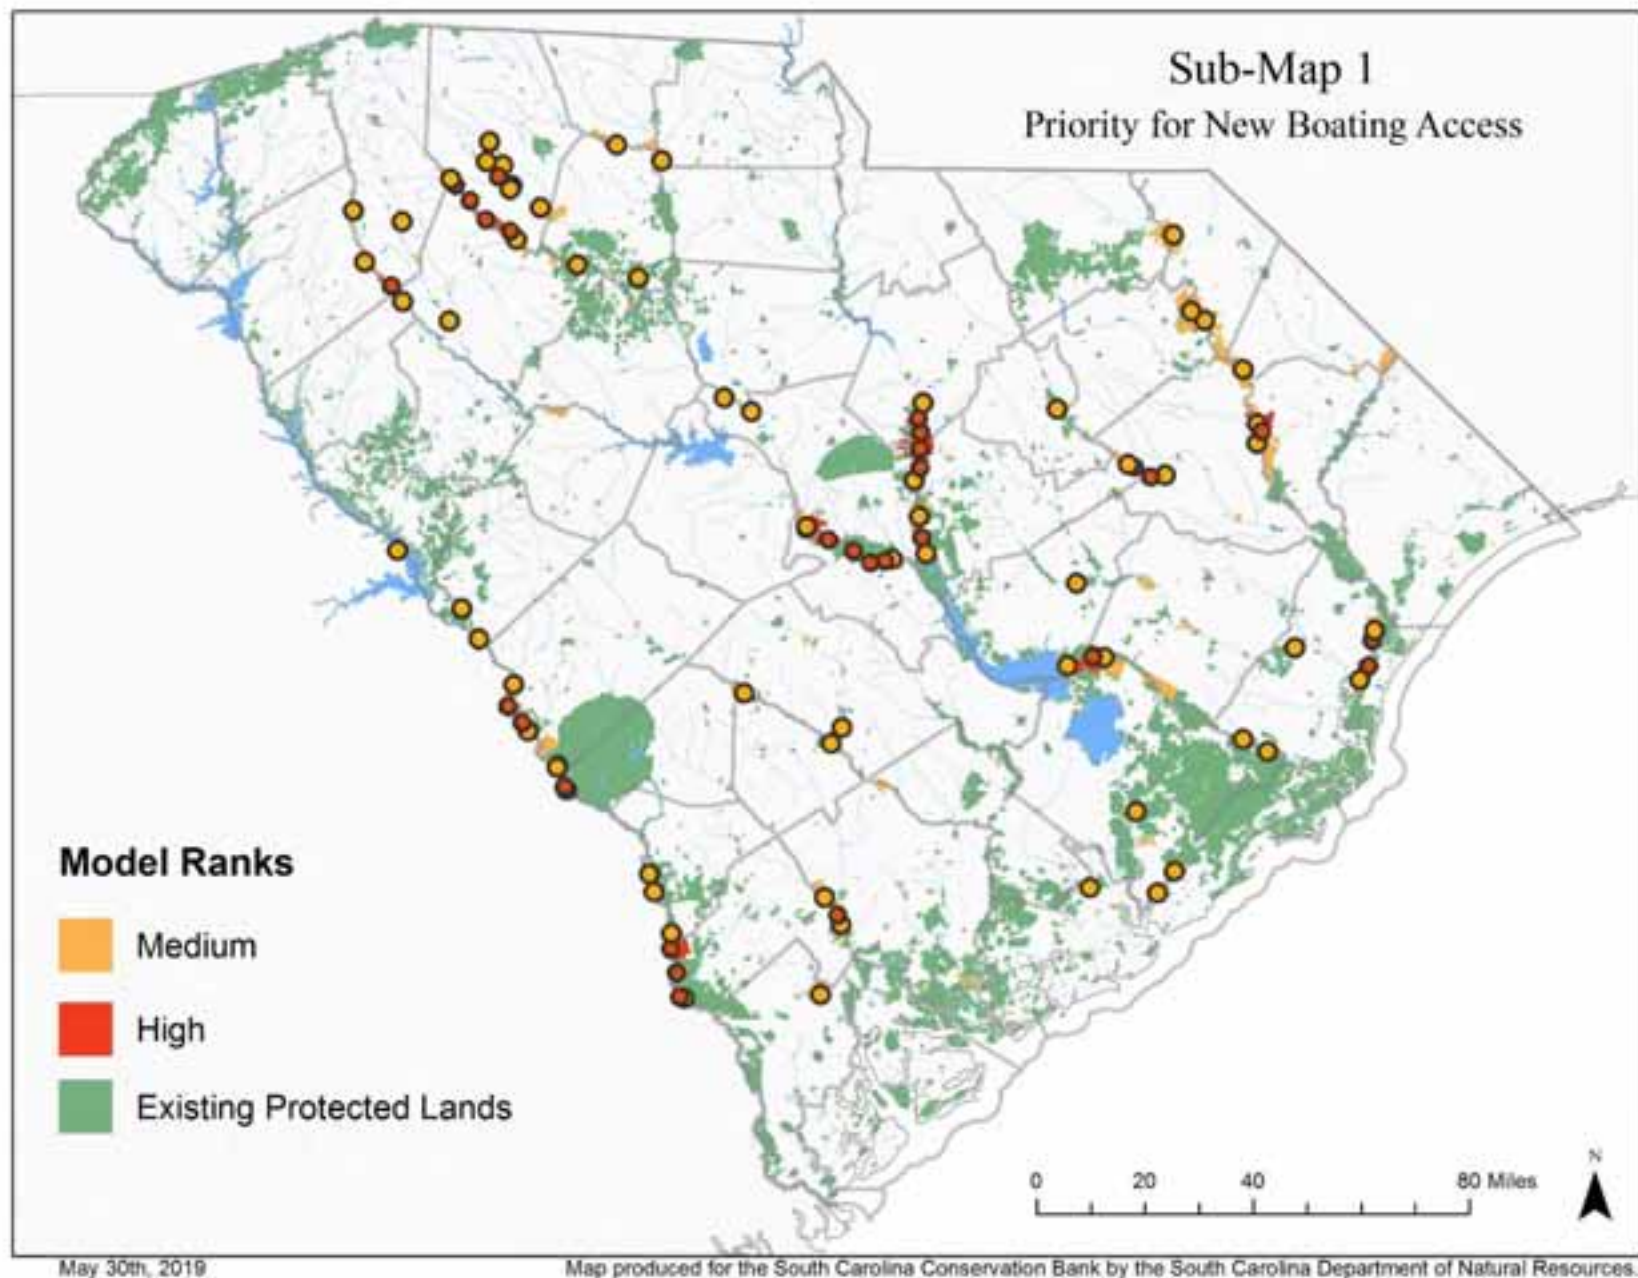 Sub-Map 1
Priority for New Boating Access
Model Ranks
Medium
High
Existing Protected Lands
N
0 20 40 80 Miles
May 30th, 2019 Map produced for the South Carolina Conservation Bank by the South Carolina Department of Natural Resources.